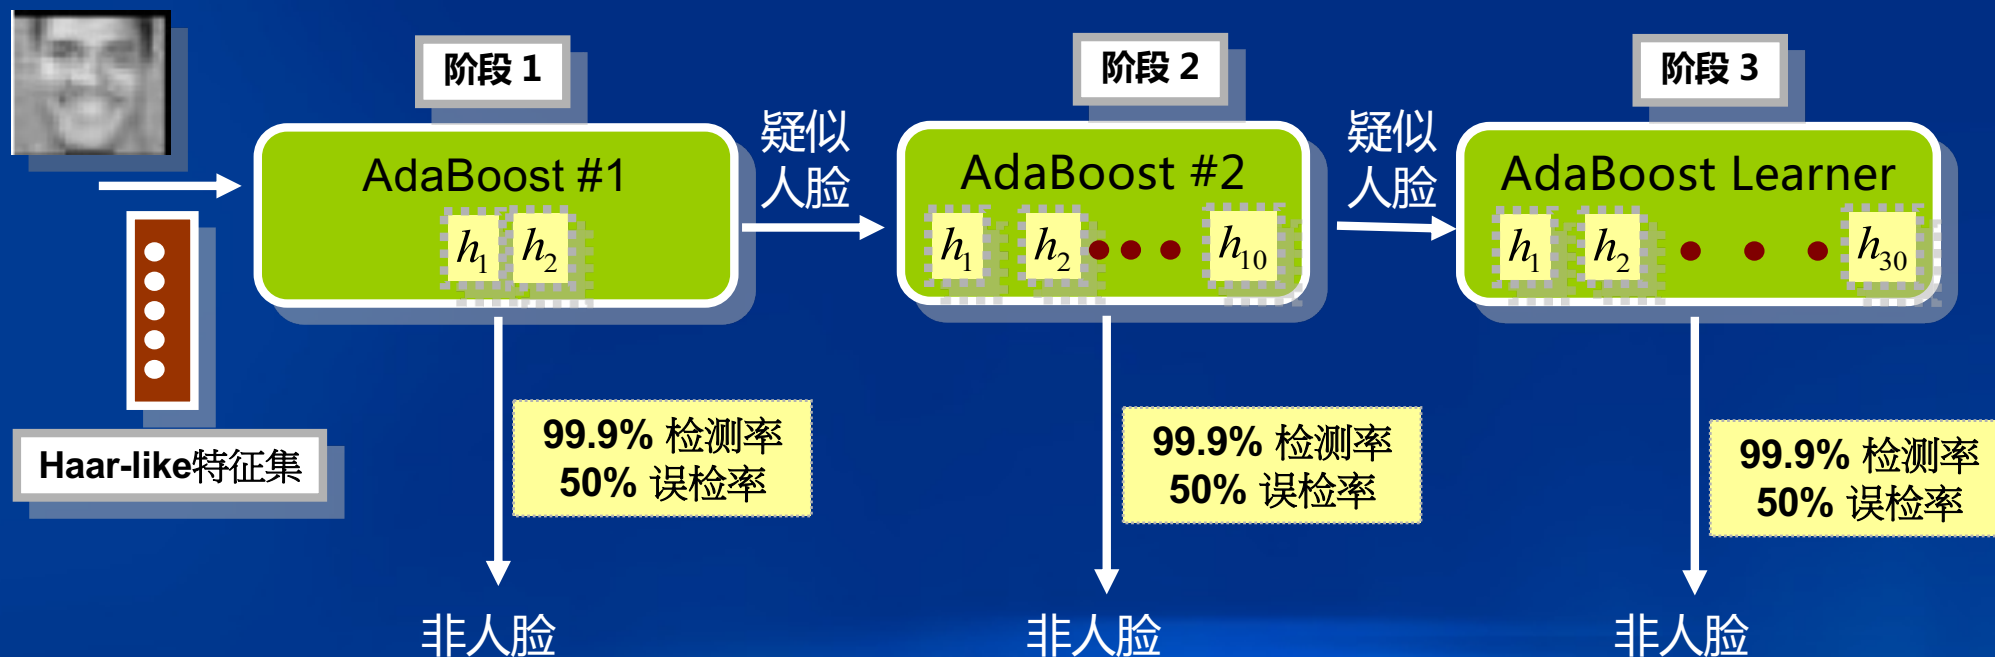 阶段 1
阶段 2
阶段 3
疑似
人脸
疑似
人脸
AdaBoost #1
AdaBoost #2
AdaBoost Learner
h1 h2
h1 h2 ••• h10
h1 h2 • • • h30
99.9% 检测率
50% 误检率
99.9% 检测率
50% 误检率
99.9% 检测率
50% 误检率
Haar-like特征集
非人脸
非人脸
非人脸